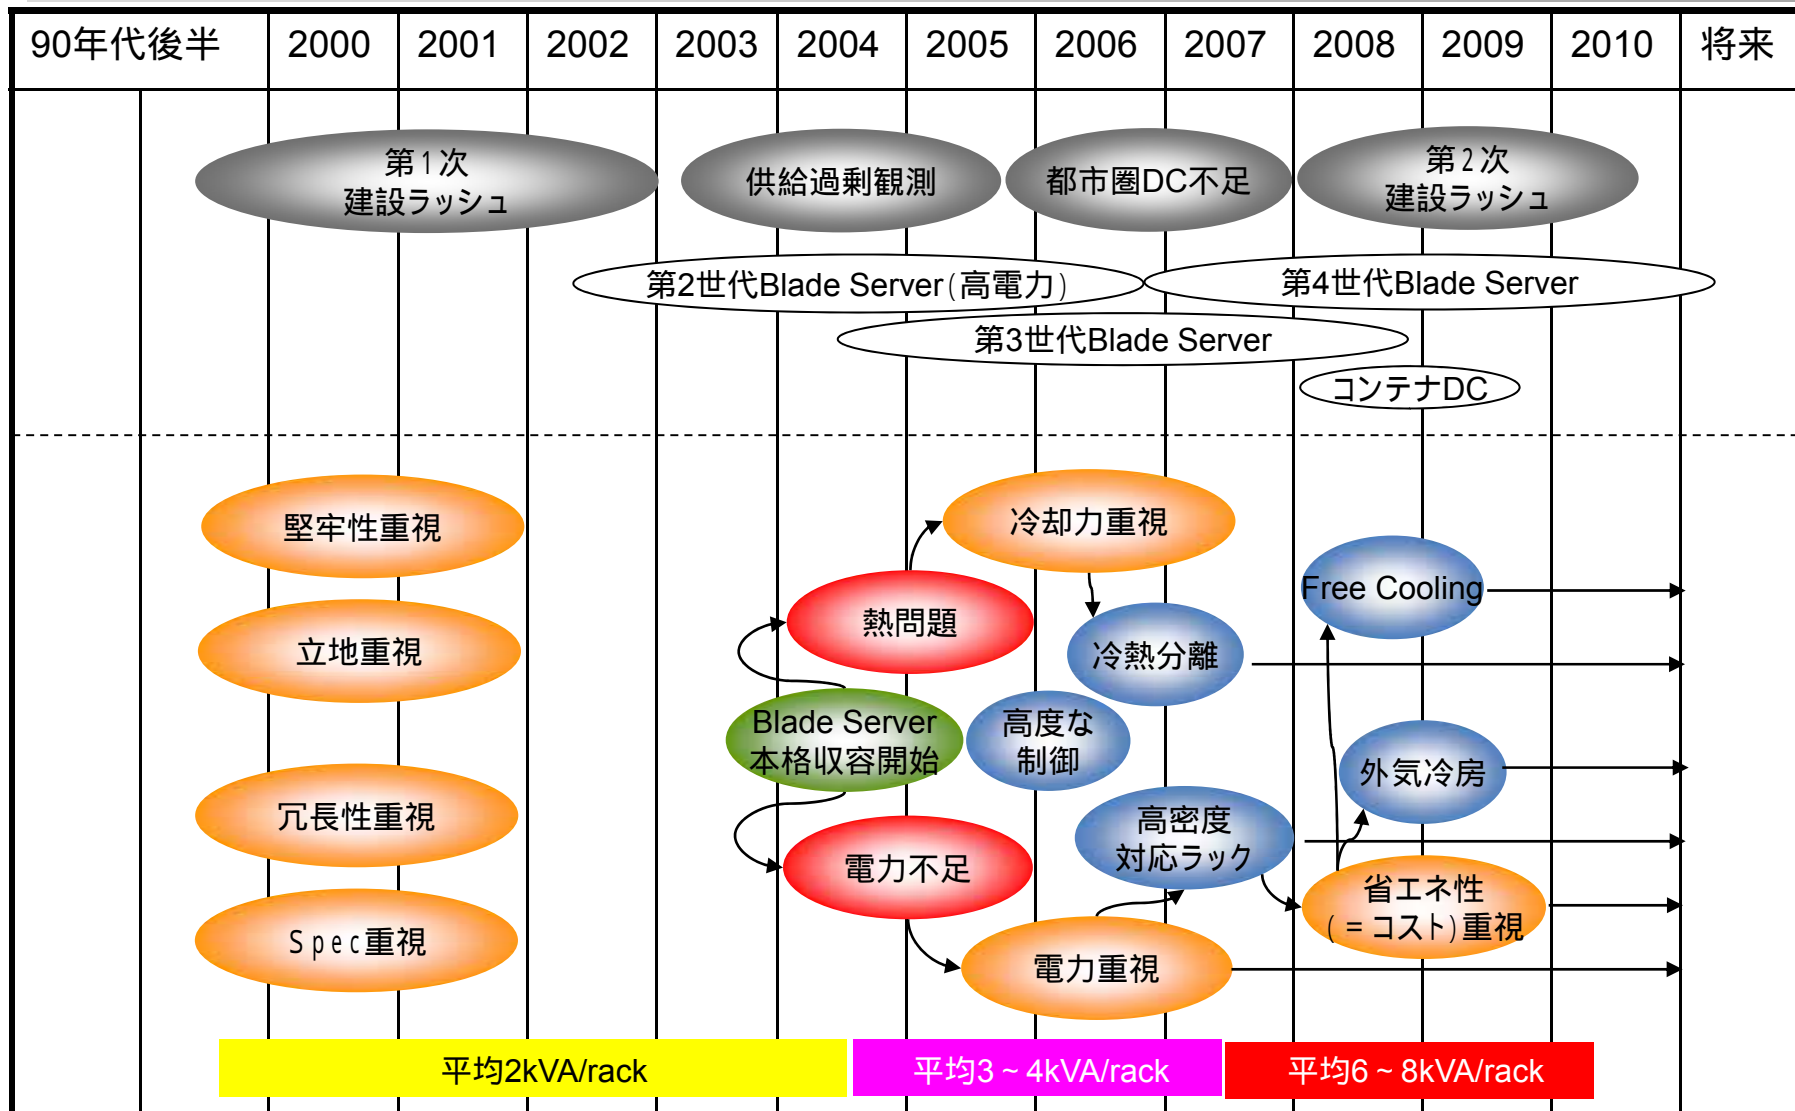 90年代後半 2000 2001 2002 2003 2004 2005 2006 2007 2008 2009 2010 将来
第1次
建設ラッシュ
供給過剰観測
都市圏DC不足
第2次
建設ラッシュ
第2世代Blade Server(高電力)
第4世代Blade Server
第3世代Blade Server
コンテナDC
堅牢性重視
冷却力重視
Free Cooling
熱問題
立地重視
冷熱分離
Blade Server
本格収容開始
高度な
制御
外気冷房
冗長性重視
高密度
対応ラック
電力不足
省エネ性
(=コスト)重視
Spec重視
電力重視
平均2kVA/rack
平均3~4kVA/rack
平均6~8kVA/rack